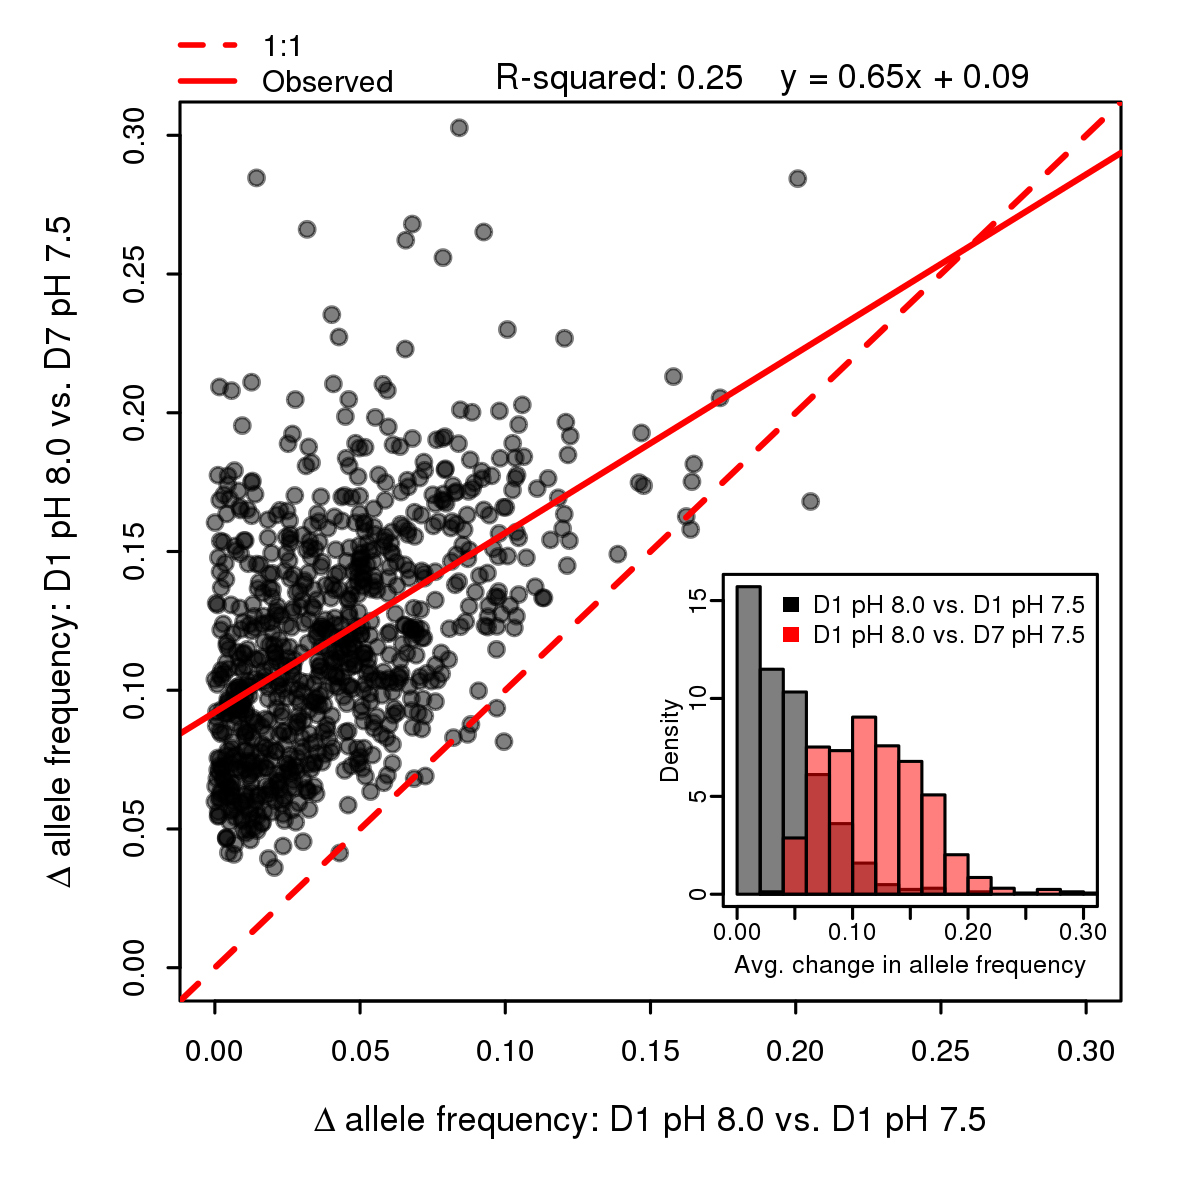 1:1
Observed
R-squared: 0.25 y = 0.65x + 0.09
Δ allele frequency: D1 pH 8.0 vs. D7 pH 7.5
0.30
0.25
0.20
0.15
0.10
0.05
0.00
D1 pH 8.0 vs. D1 pH 7.5
D1 pH 8.0 vs. D7 pH 7.5
Density
15
10
5
0
0.00 0.10 0.20 0.30
Avg. change in allele frequency
0.00 0.05 0.10 0.15 0.20 0.25 0.30
Δ allele frequency: D1 pH 8.0 vs. D1 pH 7.5